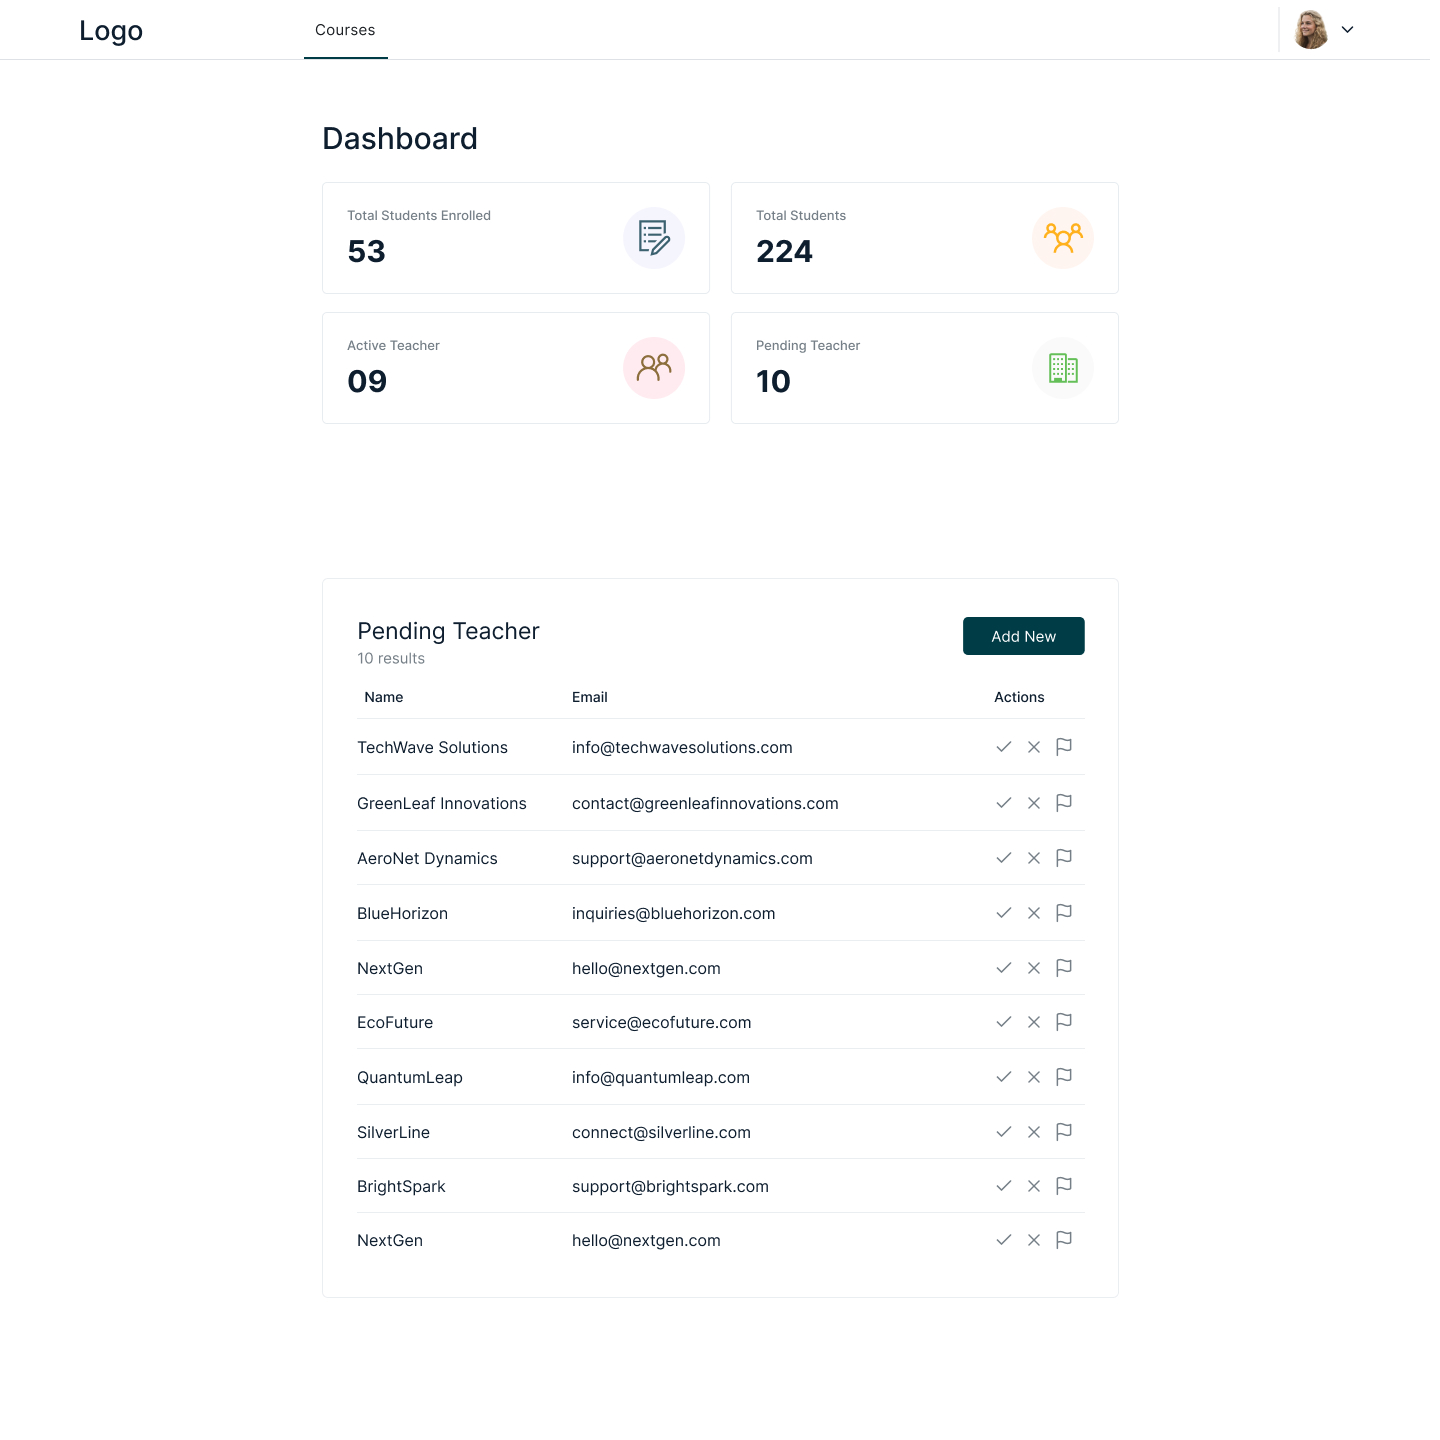 Logo
Courses
Dashboard
Total Students Enrolled
53
Total Students
224
Active Teacher
09
Pending Teacher
10
Pending Teacher
Add New
10 results
Name Email Actions
TechWave Solutions info@techwavesolutions.com
GreenLeaf Innovations contact@greenleafinnovations.com
AeroNet Dynamics support@aeronetdynamics.com
BlueHorizon inquiries@bluehorizon.com
NextGen hello@nextgen.com
EcoFuture service@ecofuture.com
QuantumLeap info@quantumleap.com
SilverLine connect@silverline.com
BrightSpark support@brightspark.com
NextGen hello@nextgen.com